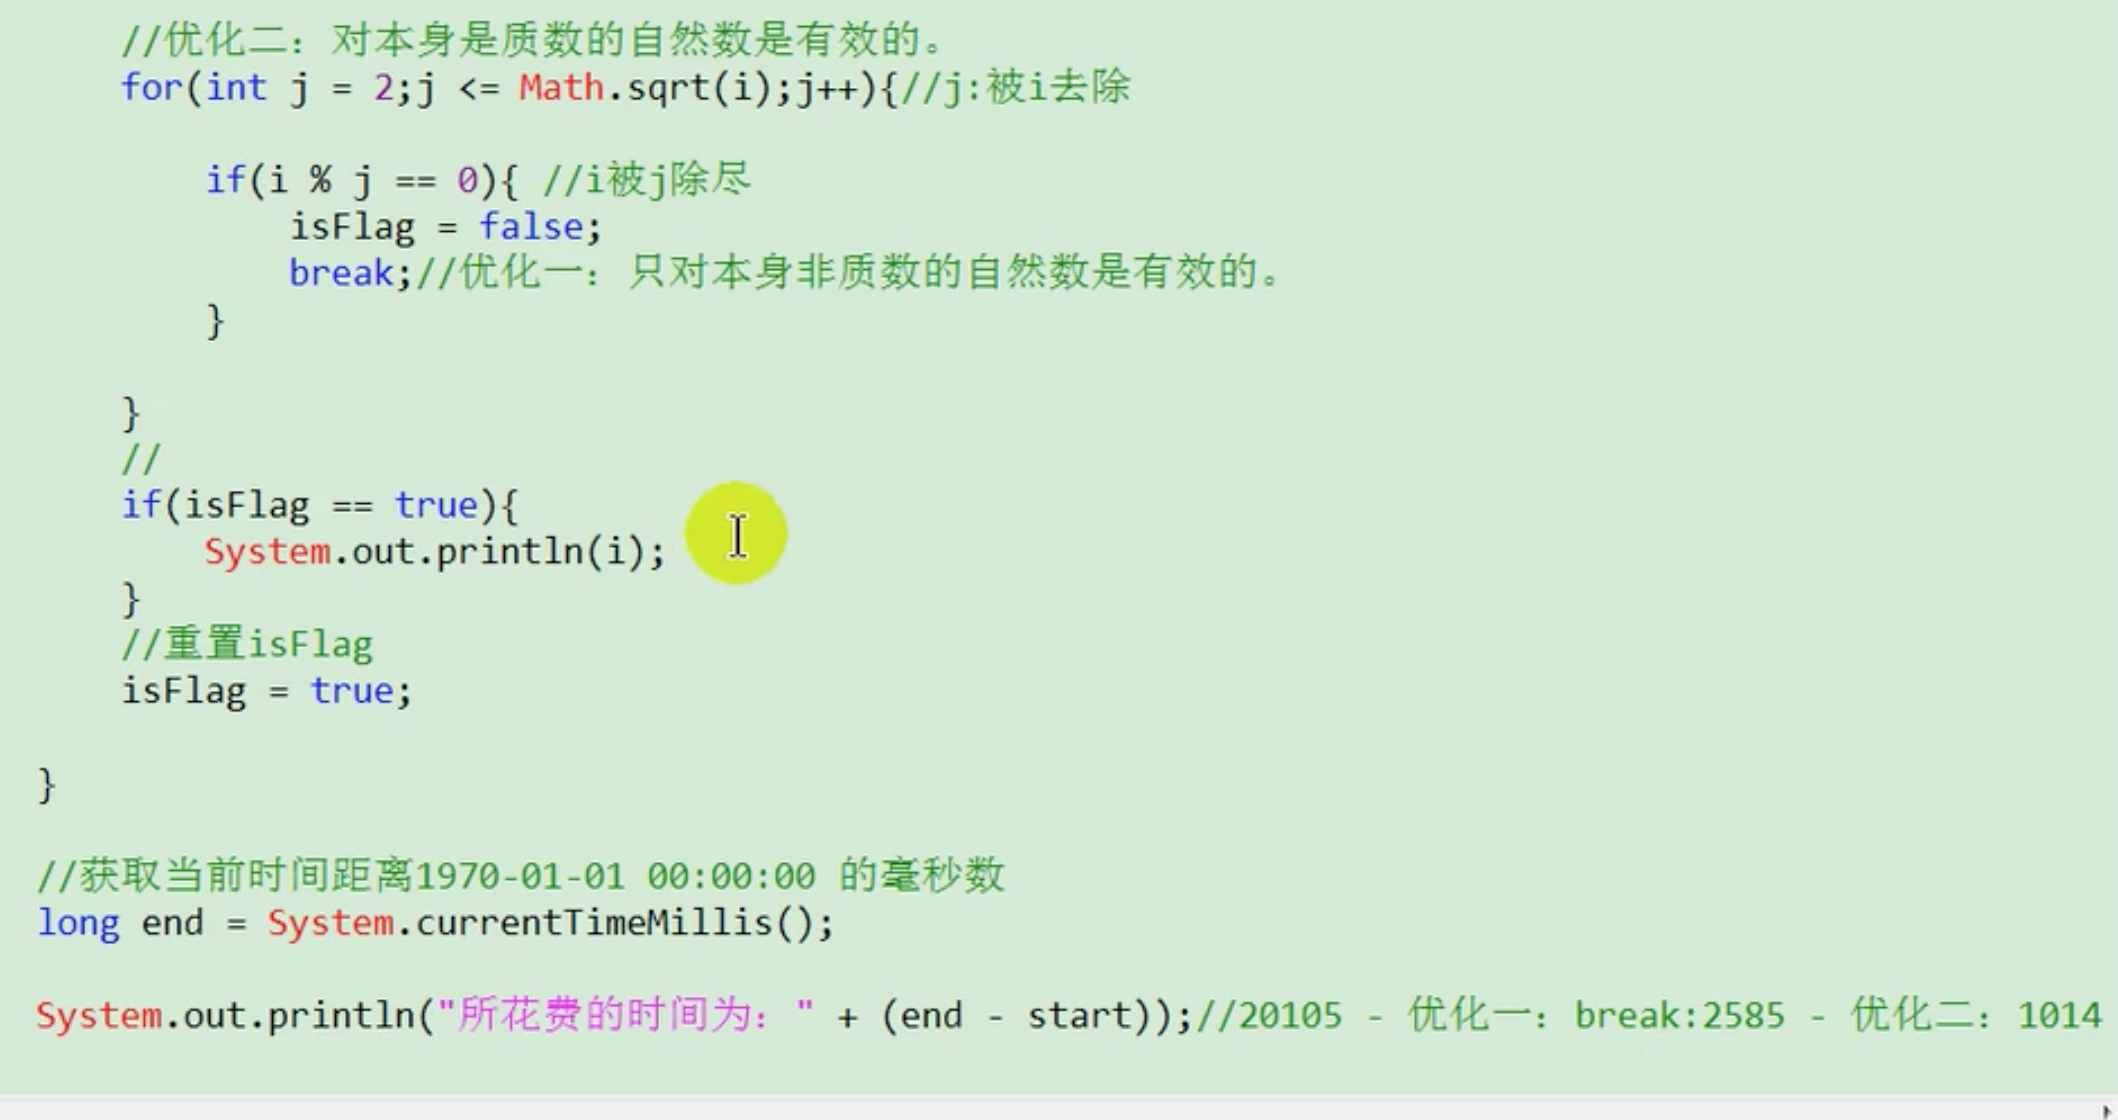 //优化二：对本身是质数的自然数是有效的。
for(int j = 2;j <= Math.sqrt(i);j++){//j:被i去除
if(i % j == 0){ //i被j除尽
isFlag = false;
break;//优化一：只对本身非质数的自然数是有效的。
}
}
//
if(isFlag == true){
System.out.println(i);
}
//重置isFlag
isFlag = true;
}
//获取当前时间距离1970-01-01 00:00:00 的毫秒数
long end = System.currentTimeMillis();
System.out.println("所花费的时间为：" + (end - start));//20105 - 优化一：break:2585 - 优化二：1014